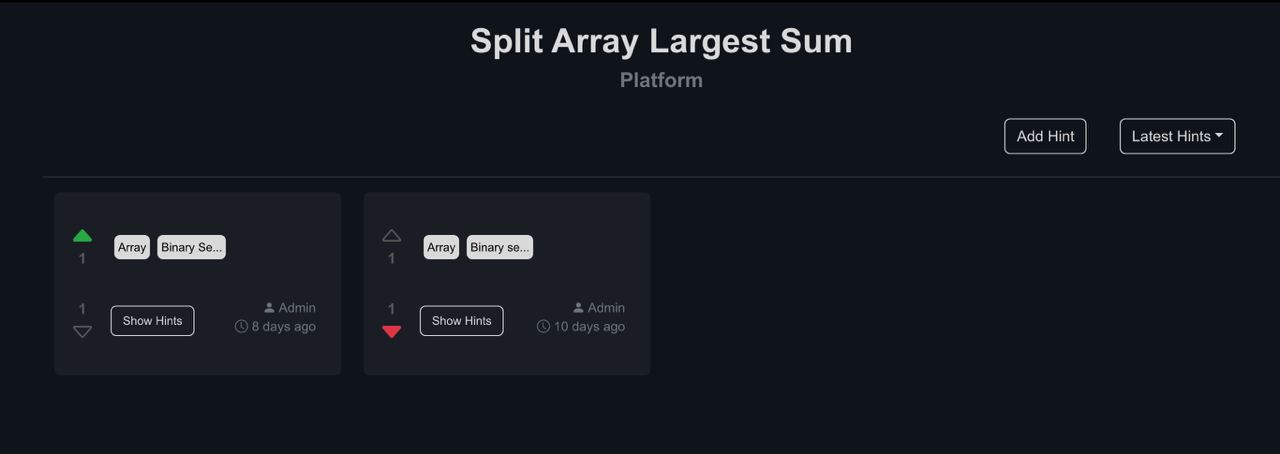 Split Array Largest Sum
Platform
Add Hint
Latest Hints
Array Binary Se...
1
1
Show Hints
Admin
8 days ago
Array Binary se...
1
1
Show Hints
Admin
10 days ago